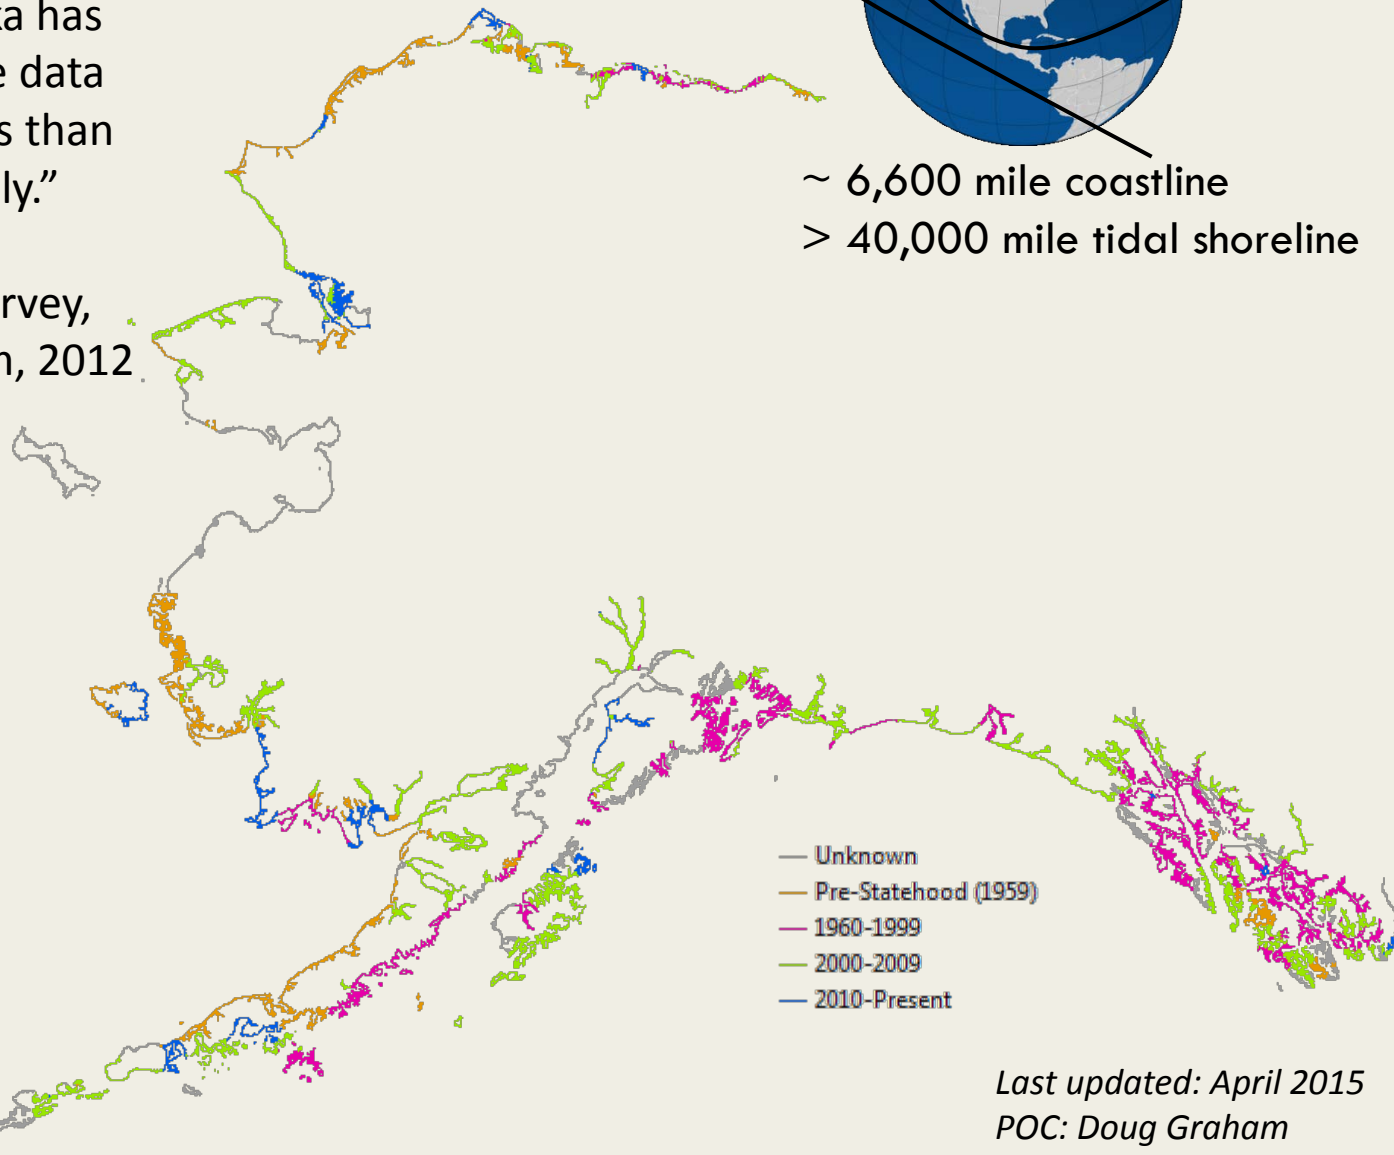 ka has
e data
s than
ly.”
rvey,
n, 2012
~ 6,600 mile coastline
> 40,000 mile tidal shoreline
Unknown
Pre-Statehood (1959)
1960-1999
2000-2009
2010-Present
Last updated: April 2015
POC: Doug Graham